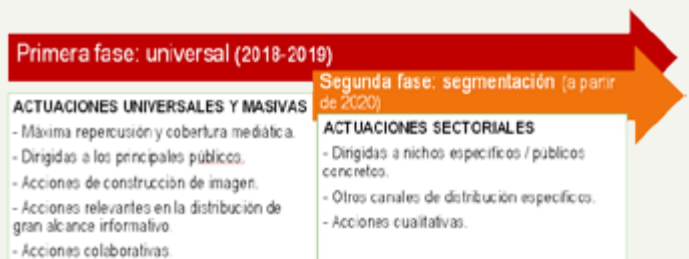 Primera fase: universal (2018-2019)
Segunda fase: segmentación (a partir
de 2020)
ACTUACIONES UNIVERSALES Y MASIVAS
- Máxima repercusión y cobertura mediática.
- Dirigidas a los principales públicos.
- Acciones de construcción de imagen.
- Acciones relevantes en la distribución de
gran alcance informativo.
- Acciones colaborativas.
ACTUACIONES SECTORIALES
- Dirigidas a nichos específicos / públicos
concretos.
- Otros canales de distribución específicos.
- Acciones cualitativas.